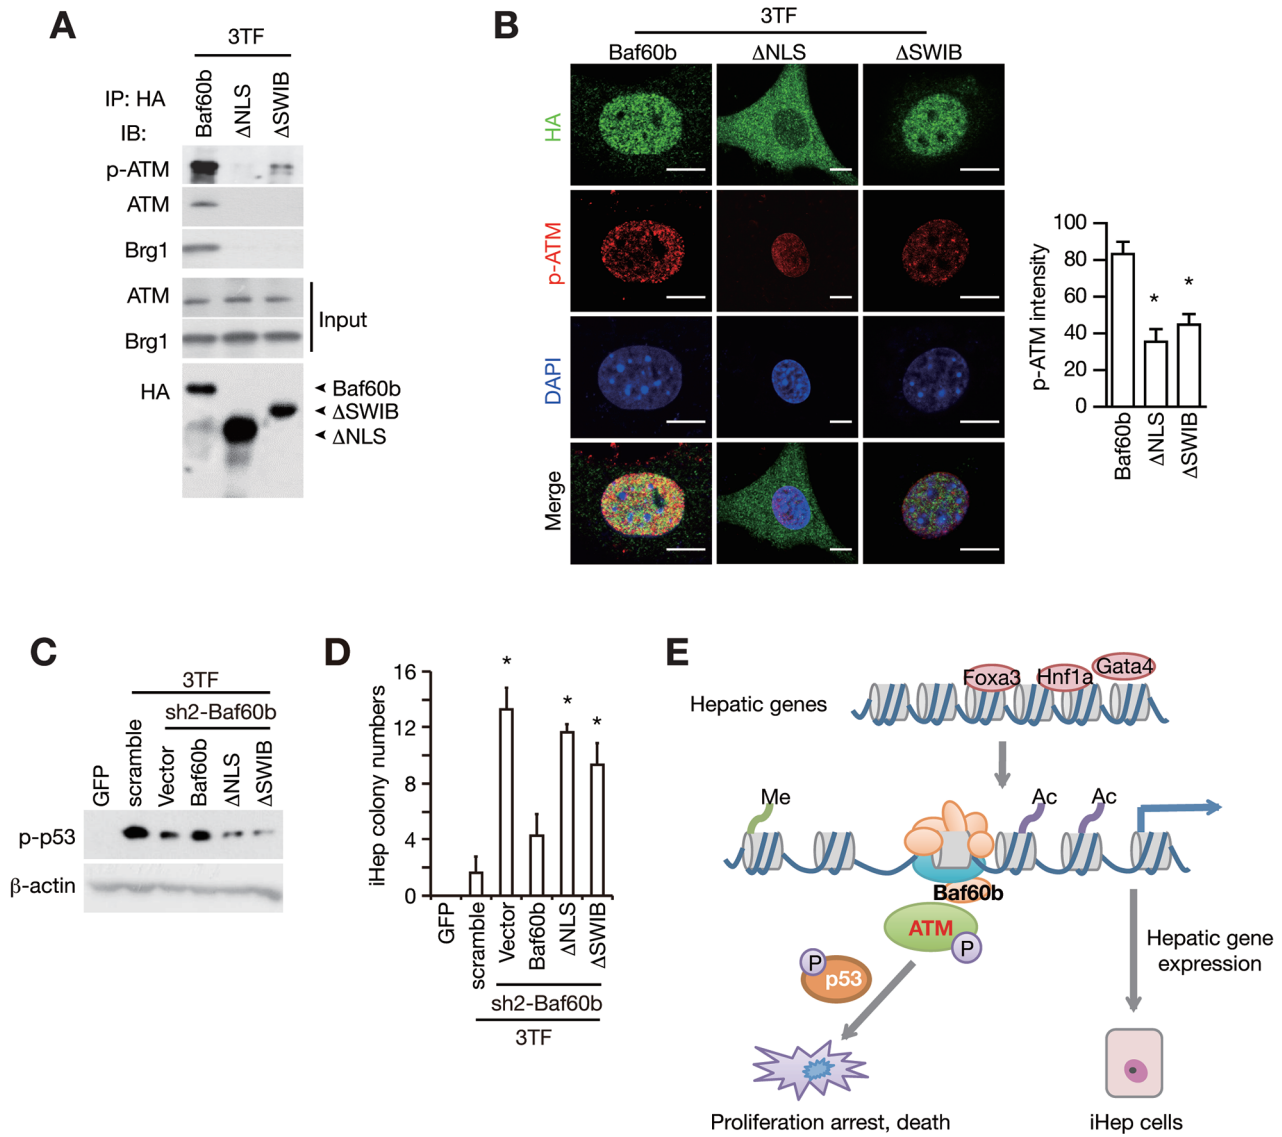 A
3TF
IP: HA
IB:
Baf60b
ΔNLS
ΔSWIB
p-ATM
ATM
Brg1
ATM
Brg1
Input
HA
Baf60b
ΔSWIB
ΔNLS
B
3TF
Baf60b
ΔNLS
ΔSWIB
HA
p-ATM
DAPI
Merge
p-ATM intensity
100
80
60
40
20
0
*
*
Baf60b
ΔNLS
ΔSWIB
C
3TF
sh2-Baf60b
GFP
scramble
Vector
Baf60b
ΔNLS
ΔSWIB
p-p53
β-actin
D
iHep colony numbers
16
12
8
4
0
*
*
*
GFP
scramble
Vector
Baf60b
ΔNLS
ΔSWIB
sh2-Baf60b
3TF
E
Hepatic genes
Foxa3
Hnf1a
Gata4
Me
Ac
Ac
Baf60b
ATM
P
P
p53
Hepatic gene
expression
Proliferation arrest, death
iHep cells